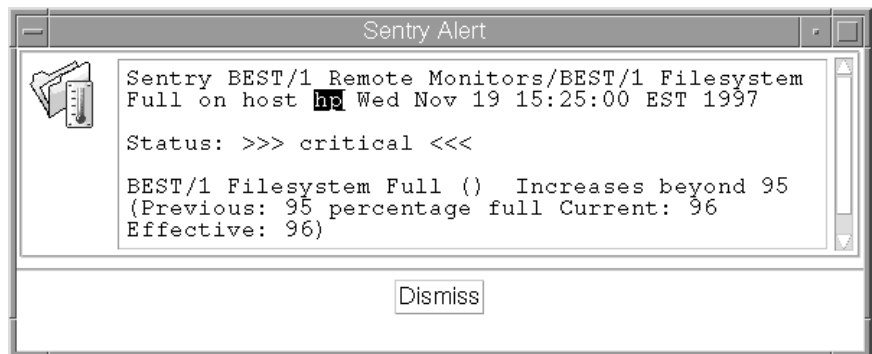 Sentry Alert
Sentry BEST/1 Remote Monitors/BEST/1 Filesystem
Full on host hp Wed Nov 19 15:25:00 EST 1997
Status: >>> critical <<<
BEST/1 Filesystem Full ()  Increases beyond 95
(Previous: 95 percentage full Current: 96
Effective: 96)
Dismiss